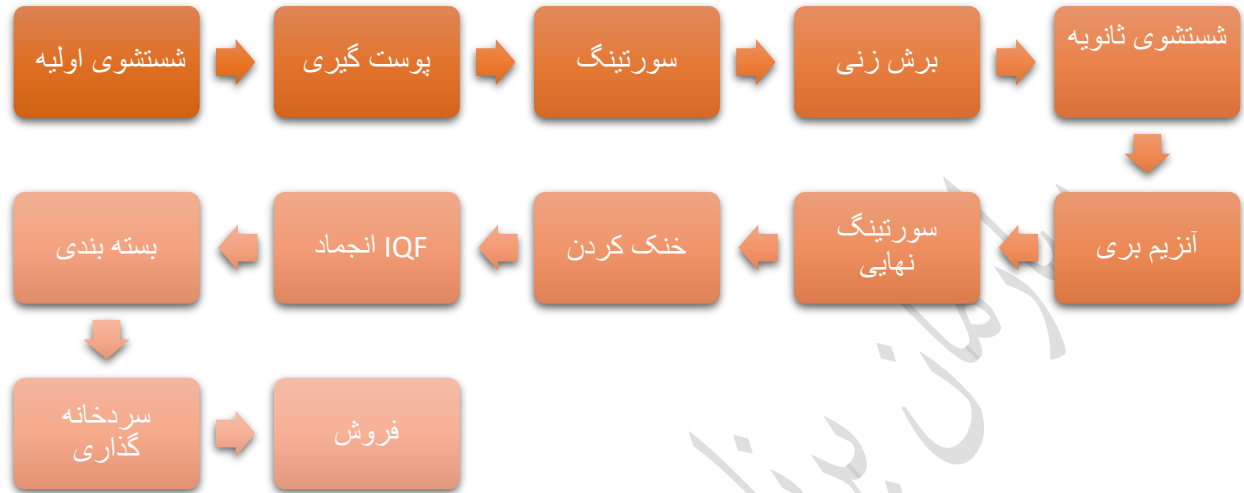 شستشوی اولیه
پوست گیری
سورتینگ
برش زنی
شستشوی ثانویه
آنزیم بری
سورتینگ
نهایی
خنک کردن
انجماد IQF
بسته بندی
سردخانه
گذاری
فروش